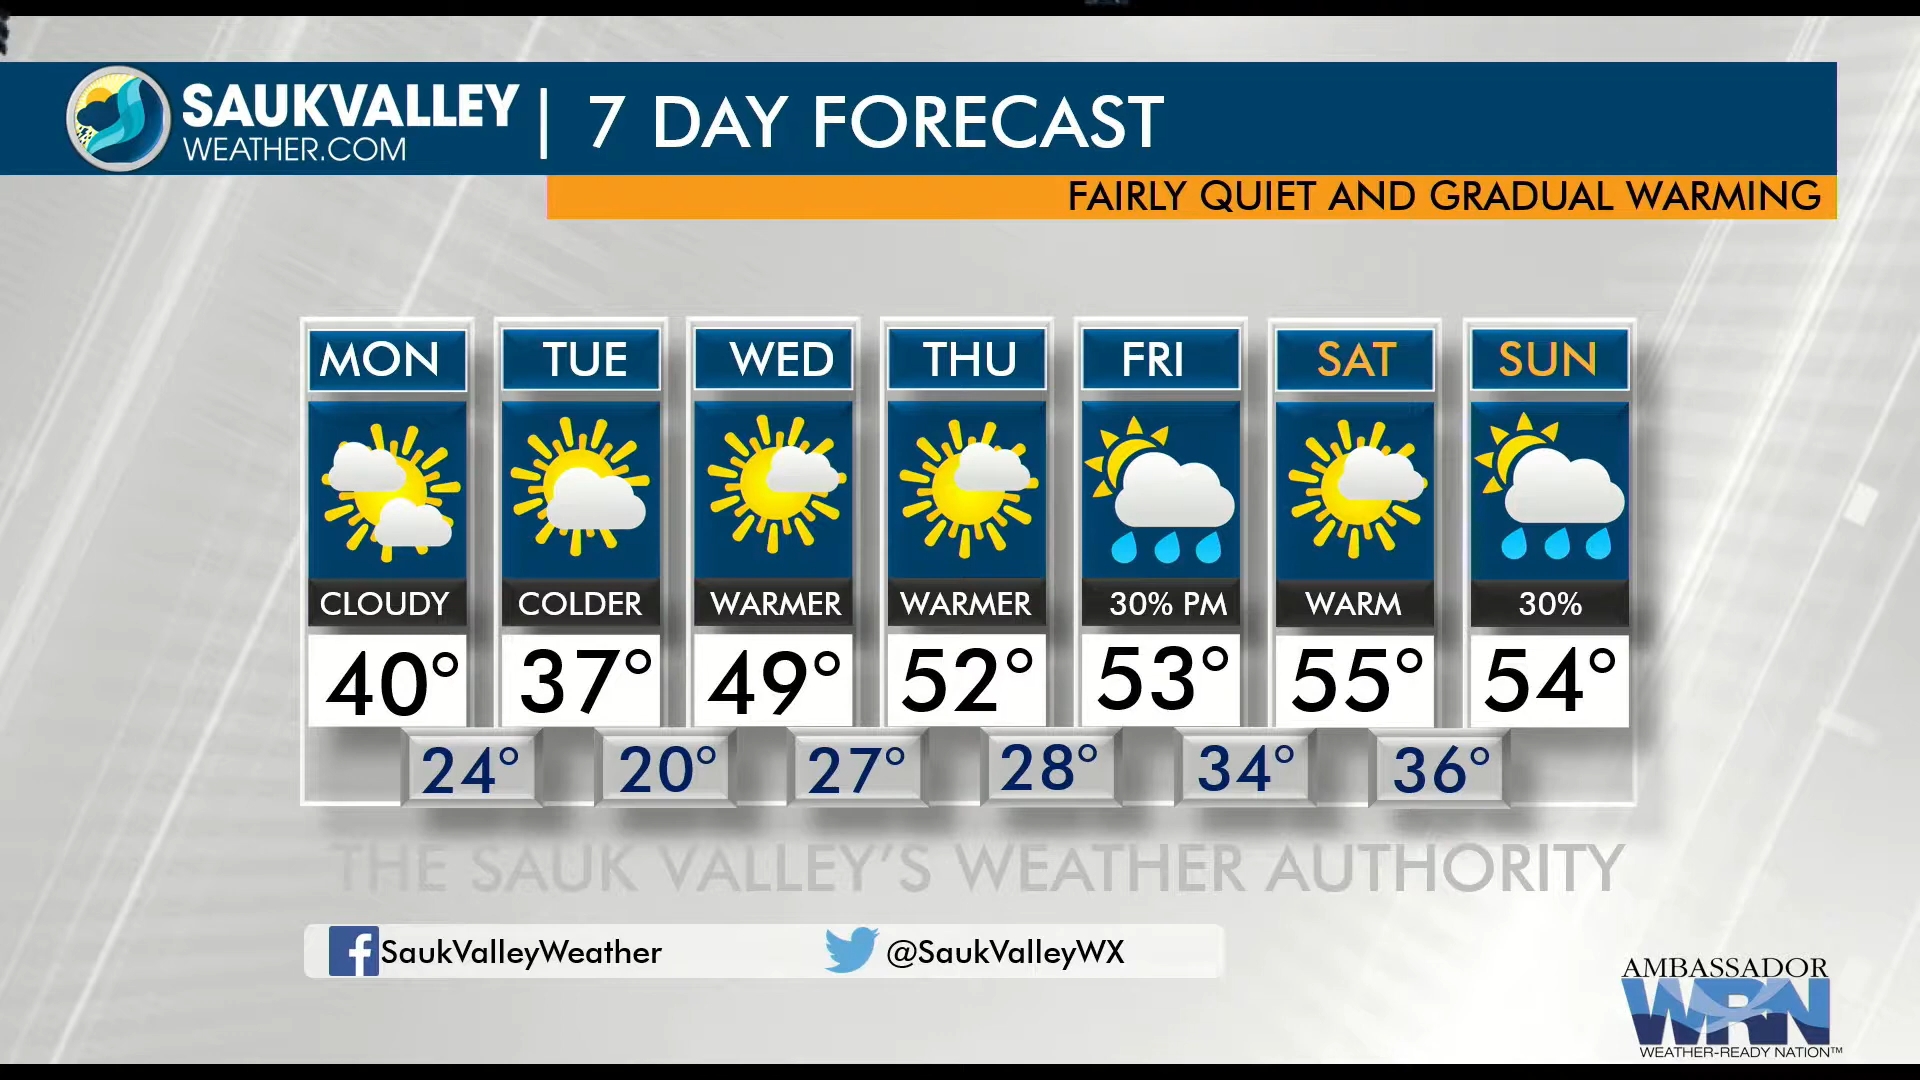 SAUKVALLEY
WEATHER.COM
7 DAY FORECAST
FAIRLY QUIET AND GRADUAL WARMING
MON TUE WED THU FRI SAT SUN
CLOUDY COLDER WARMER WARMER 30% PM WARM 30%
40° 37° 49° 52° 53° 55° 54°
24° 20° 27° 28° 34° 36°
THE SAUK VALLEY'S WEATHER AUTHORITY
f SaukValleyWeather @SaukValleyWX
AMBASSADOR
WRN
WEATHER-READY NATION™